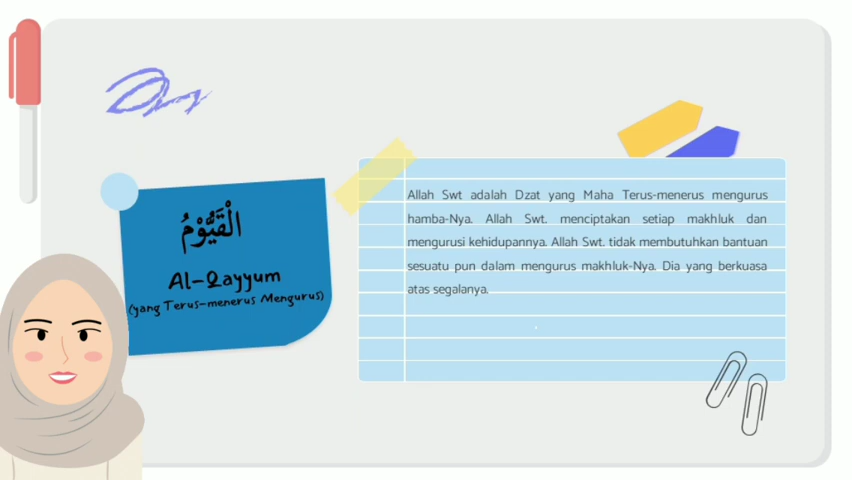 الْقَيُّوْمُ
Al-Qayyum
(yang Terus-menerus Mengurus)
Allah Swt adalah Dzat yang Maha Terus-menerus mengurus
hamba-Nya. Allah Swt. menciptakan setiap makhluk dan
mengurusi kehidupannya. Allah Swt. tidak membutuhkan bantuan
sesuatu pun dalam mengurus makhluk-Nya. Dia yang berkuasa
atas segalanya.